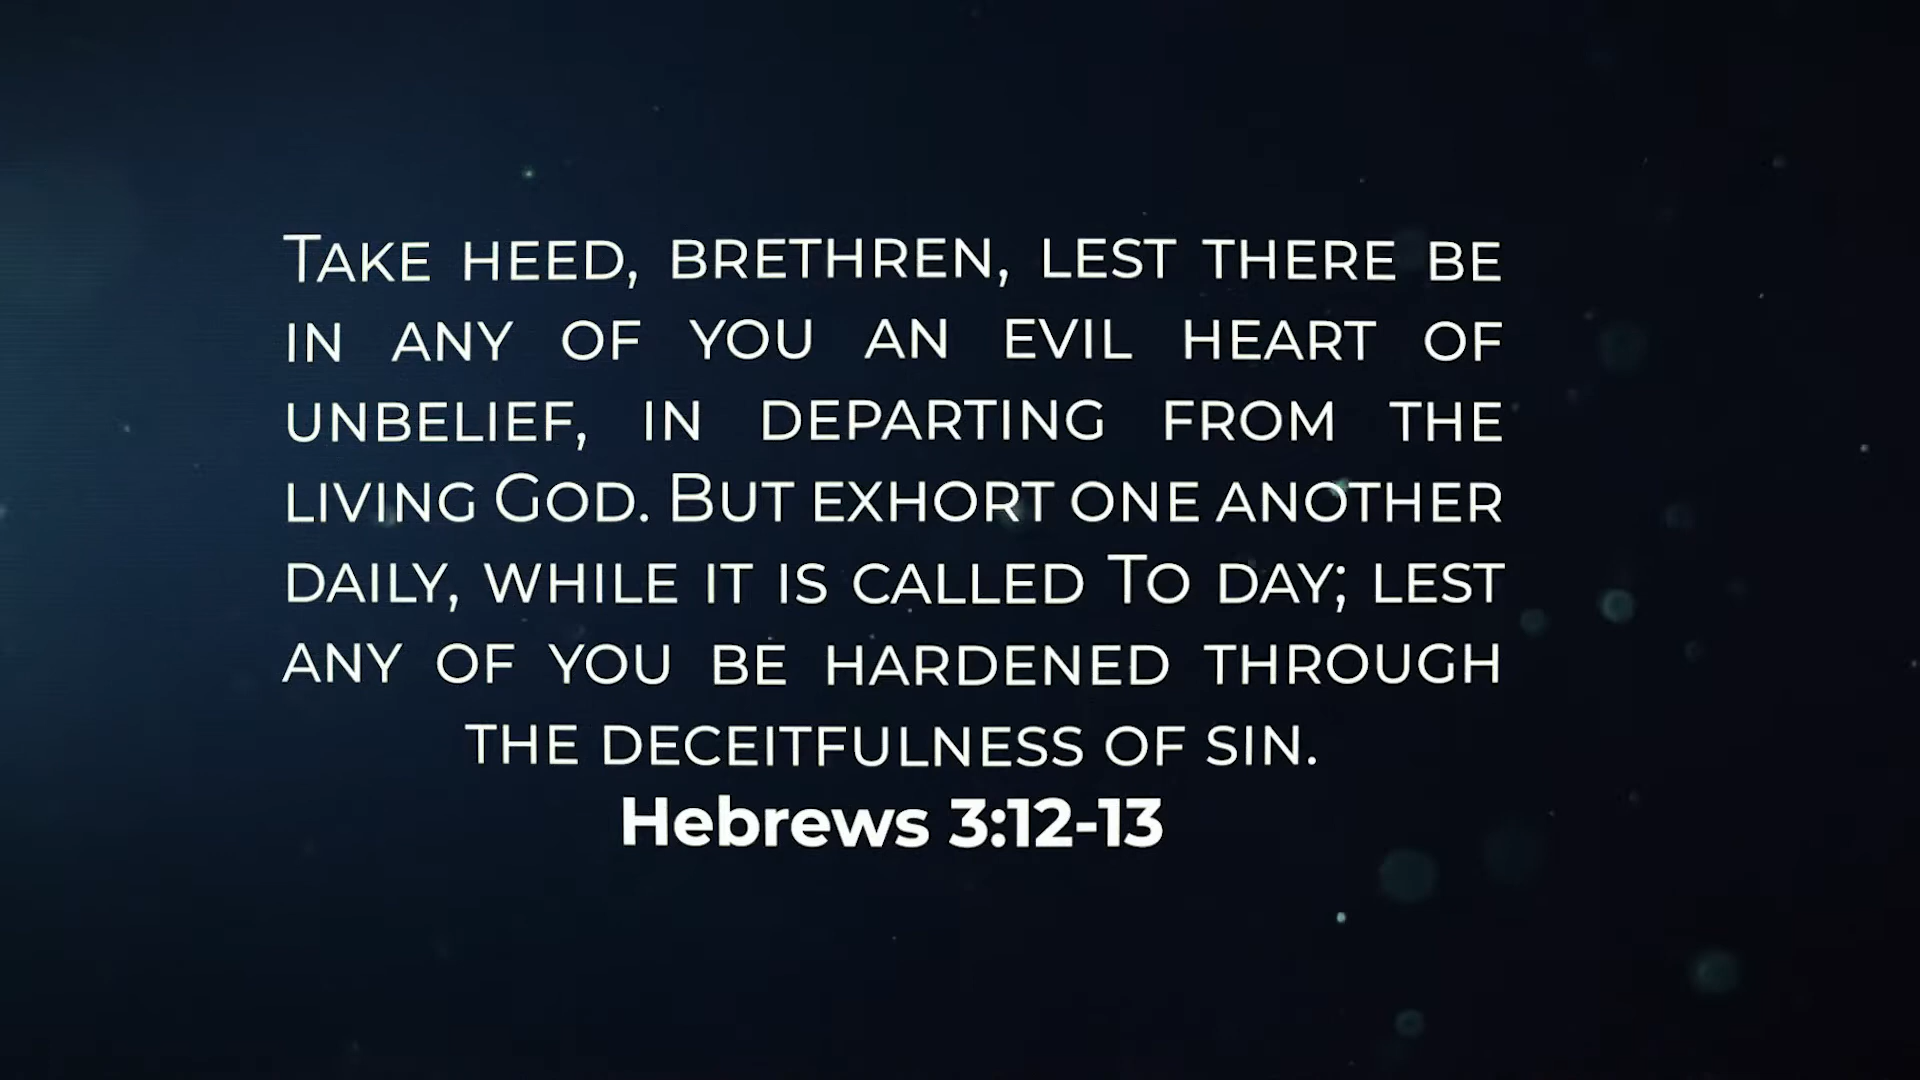 Take heed, brethren, lest there be
in any of you an evil heart of
unbelief, in departing from the
living God. But exhort one another
daily, while it is called To day; lest
any of you be hardened through
the deceitfulness of sin.
Hebrews 3:12-13